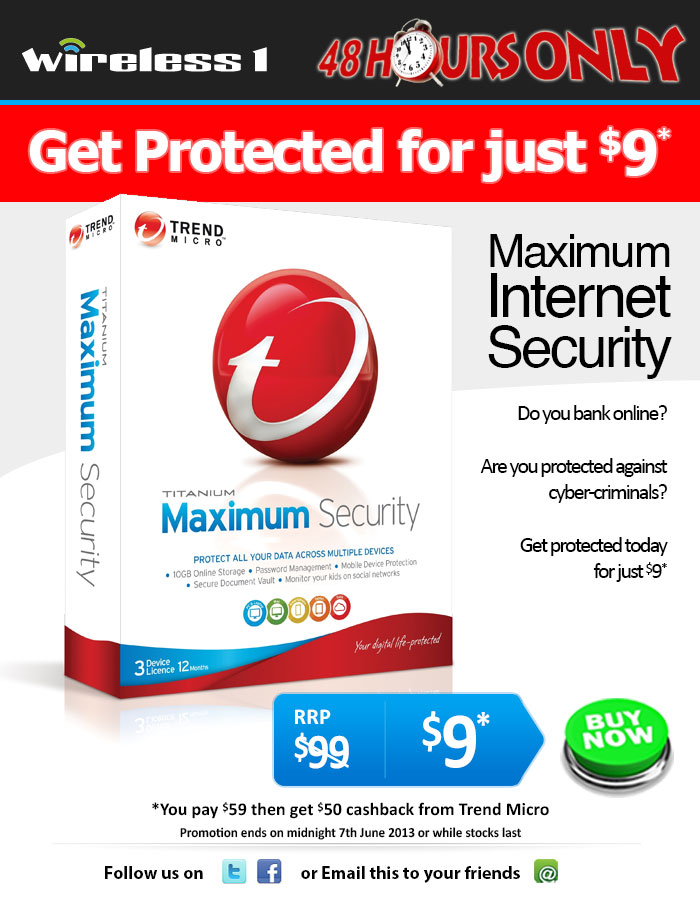 wireless 1
48 HOURS ONLY
Get Protected for just $9*
TREND MICRO
TITANIUM
Maximum Security
TREND
MICRO™
TITANIUM
Maximum Security
PROTECT ALL YOUR DATA ACROSS MULTIPLE DEVICES
• 10GB Online Storage • Password Management • Mobile Device Protection
• Secure Document Vault • Monitor your kids on social networks
Your digital life-protected
3 Device Licence 12 Months
Maximum
Internet
Security
Do you bank online?
Are you protected against
cyber-criminals?
Get protected today
for just $9*
RRP
$99
$9*
BUY
NOW
*You pay $59 then get $50 cashback from Trend Micro
Promotion ends on midnight 7th June 2013 or while stocks last
Follow us on
or Email this to your friends